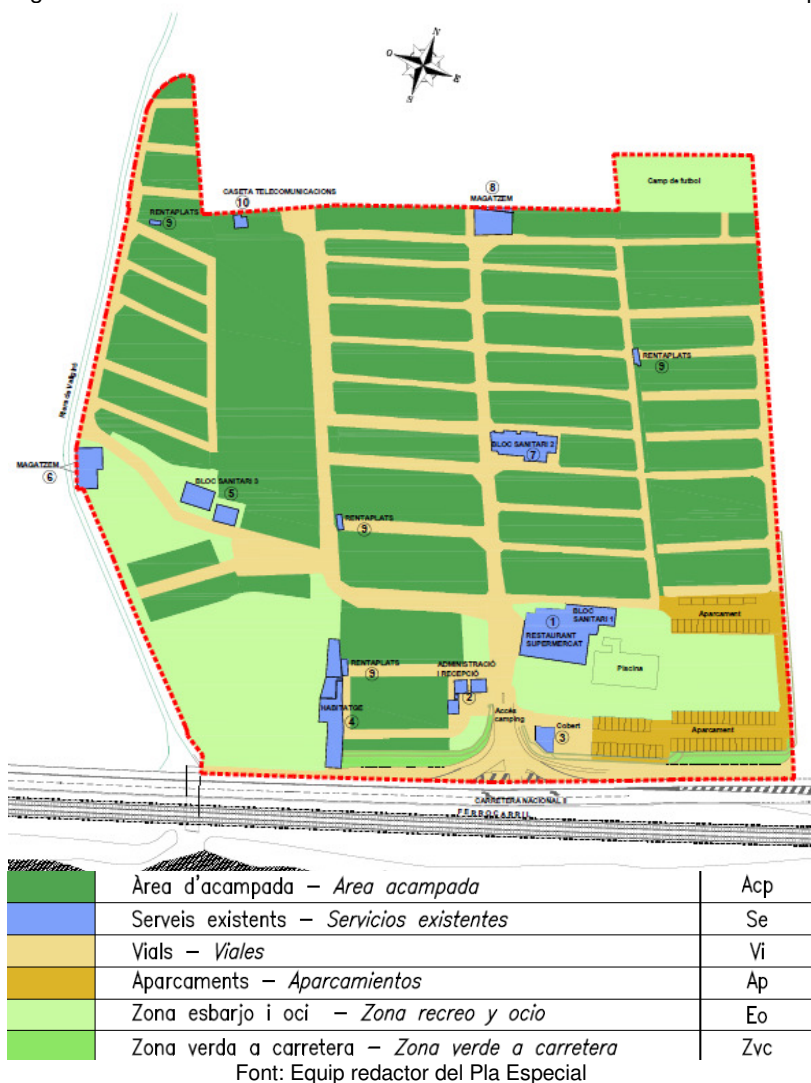 N
O
E
S
Camp de futbol
8
MAGATZEM
CASETA TELECOMUNICACIONS
10
RENTAPLATS
9
RENTAPLATS
9
BLOC SANITARI 2
7
MAGATZEM
6
BLOC SANITARI 3
5
RENTAPLATS
9
Aparcament
BLOC
SANITARI 1
1
RESTAURANT
SUPERMERCAT
Piscina
RENTAPLATS
9
ADMINISTRACIÓ
I RECEPCIÓ
2
HABITATGE
4
Accés
camping
Cobert
3
Aparcament
CARRETERA NACIONAL II
FERROCARRIL
Àrea d'acampada – Area acampada Acp
Serveis existents – Servicios existentes Se
Vials – Viales Vi
Aparcaments – Aparcamientos Ap
Zona esbarjo i oci – Zona recreo y ocio Eo
Zona verda a carretera – Zona verde a carretera Zvc
Font: Equip redactor del Pla Especial